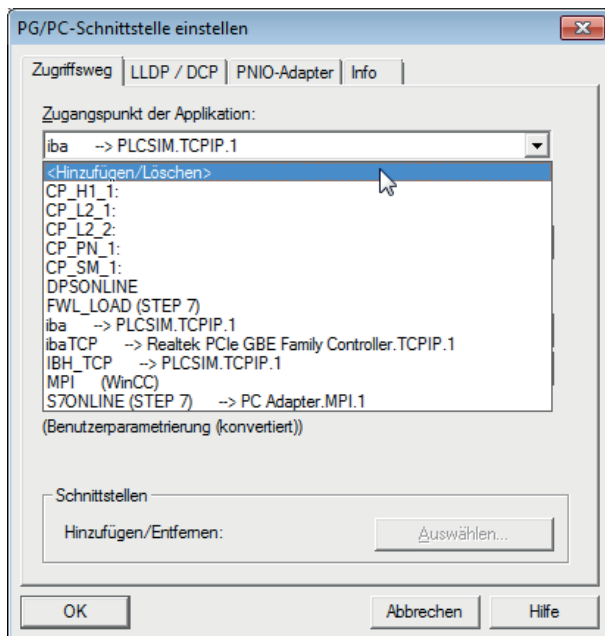 PG/PC-Schnittstelle einstellen
Zugriffsweg LLDP / DCP PNIO-Adapter Info
Zugangspunkt der Applikation:
iba --> PLCSIM.TCPIP.1
<Hinzufügen/Löschen>
CP_H1_1:
CP_L2_1:
CP_L2_2:
CP_PN_1:
CP_SM_1:
DPSONLINE
FWL_LOAD (STEP 7)
iba --> PLCSIM.TCPIP.1
ibaTCP --> Realtek PCIe GBE Family Controller.TCPIP.1
IBH_TCP --> PLCSIM.TCPIP.1
MPI (WinCC)
S7ONLINE (STEP 7) --> PC Adapter.MPI.1
(Benutzerparametrierung (konvertiert))
Schnittstellen
Hinzufügen/Entfernen: Auswählen...
OK Abbrechen Hilfe